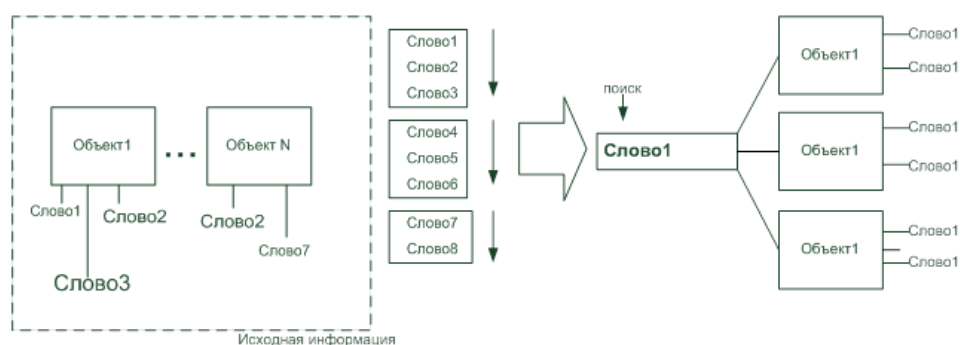 Объект1
...
Объект N
Слово1
Слово2
Слово2
Слово7
Слово3
Исходная информация
Слово1
Слово2
Слово3
Слово4
Слово5
Слово6
Слово7
Слово8
поиск
Слово1
Объект1
Слово1
Слово1
Объект1
Слово1
Слово1
Объект1
Слово1
Слово1